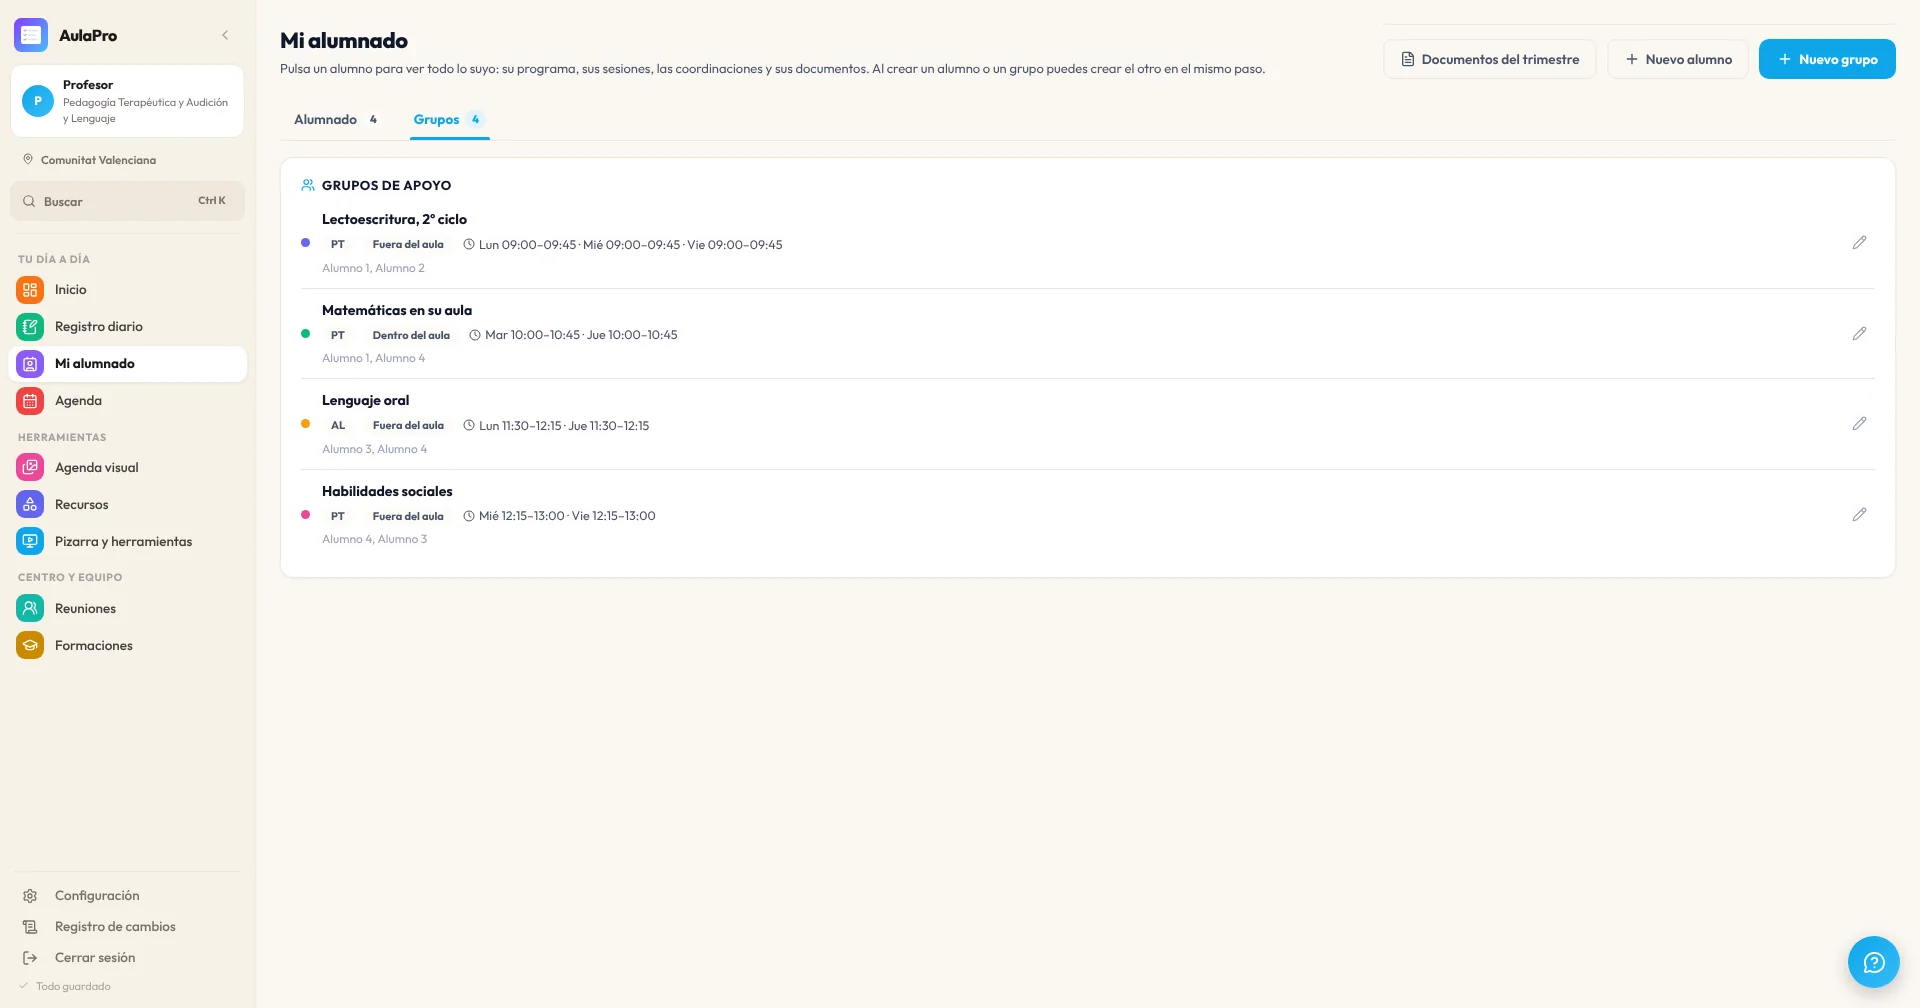 AulaPro
Profesor
Pedagogía Terapéutica y Audición
y Lenguaje
P
Comunitat Valenciana
Buscar Ctrl K
TU DÍA A DÍA
Inicio
Registro diario
Mi alumnado
Agenda
HERRAMIENTAS
Agenda visual
Recursos
Pizarra y herramientas
CENTRO Y EQUIPO
Reuniones
Formaciones
Configuración
Registro de cambios
Cerrar sesión
Todo guardado
Mi alumnado
Pulsa un alumno para ver todo lo suyo: su programa, sus sesiones, las coordinaciones y sus documentos. Al crear un alumno o un grupo puedes crear el otro en el mismo paso.
Documentos del trimestre
Nuevo alumno
Nuevo grupo
Alumnado 4 Grupos 4
GRUPOS DE APOYO
Lectoescritura, 2º ciclo
PT Fuera del aula Lun 09:00–09:45 · Mié 09:00–09:45 · Vie 09:00–09:45
Alumno 1, Alumno 2
Matemáticas en su aula
PT Dentro del aula Mar 10:00–10:45 · Jue 10:00–10:45
Alumno 1, Alumno 4
Lenguaje oral
AL Fuera del aula Lun 11:30–12:15 · Jue 11:30–12:15
Alumno 3, Alumno 4
Habilidades sociales
PT Fuera del aula Mié 12:15–13:00 · Vie 12:15–13:00
Alumno 4, Alumno 3